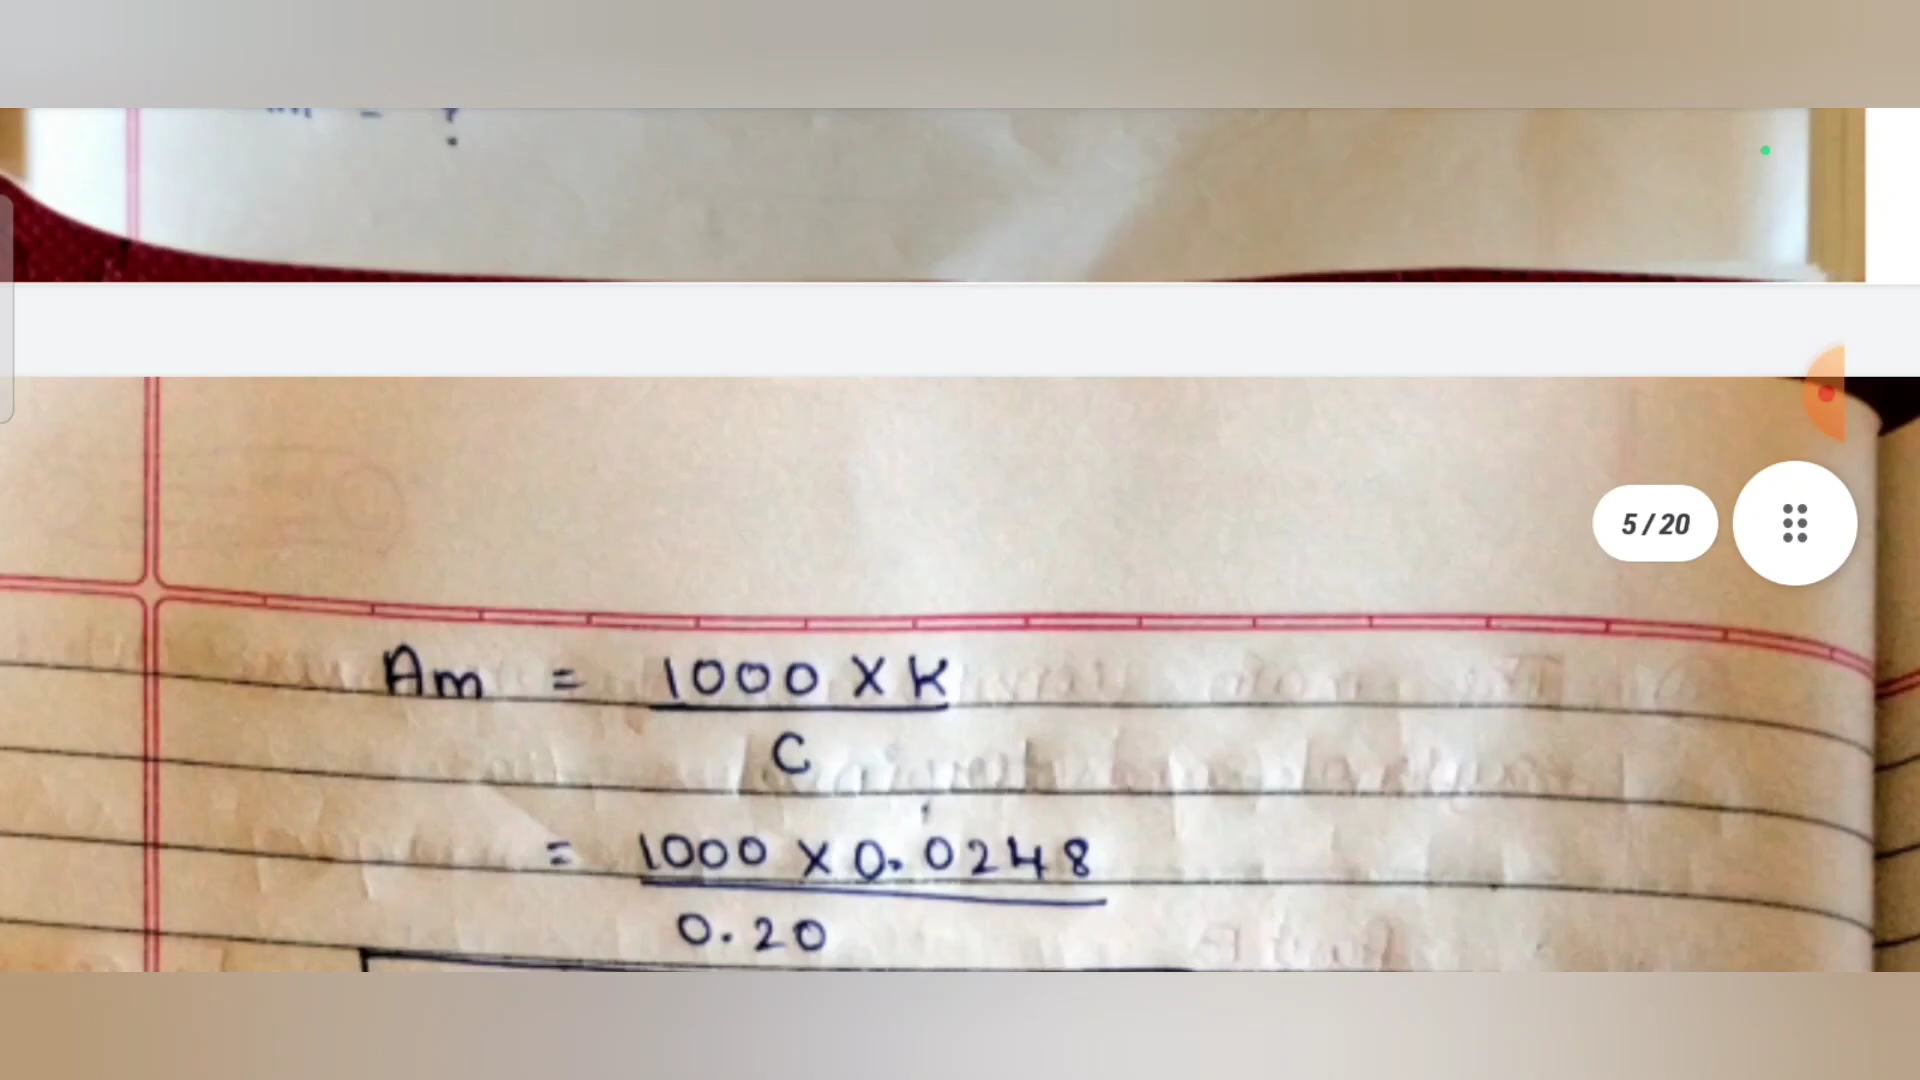 = ?
5/20
Am = 1000 X K
C
= 1000 X 0.0248
0.20